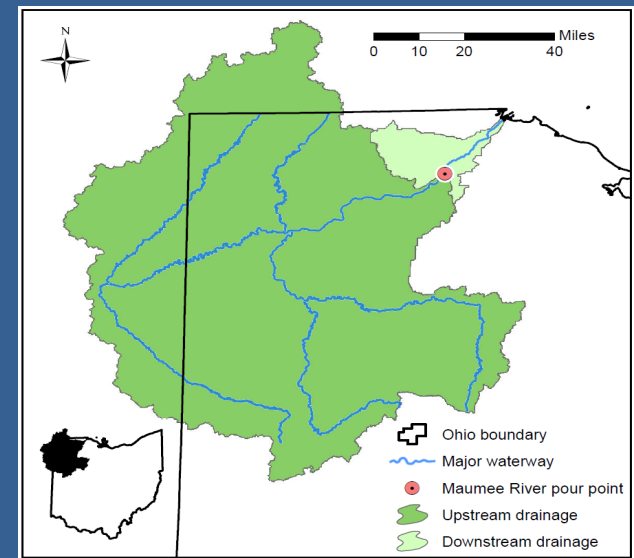 N
Miles
0 10 20 40
Ohio boundary
Major waterway
Maumee River pour point
Upstream drainage
Downstream drainage